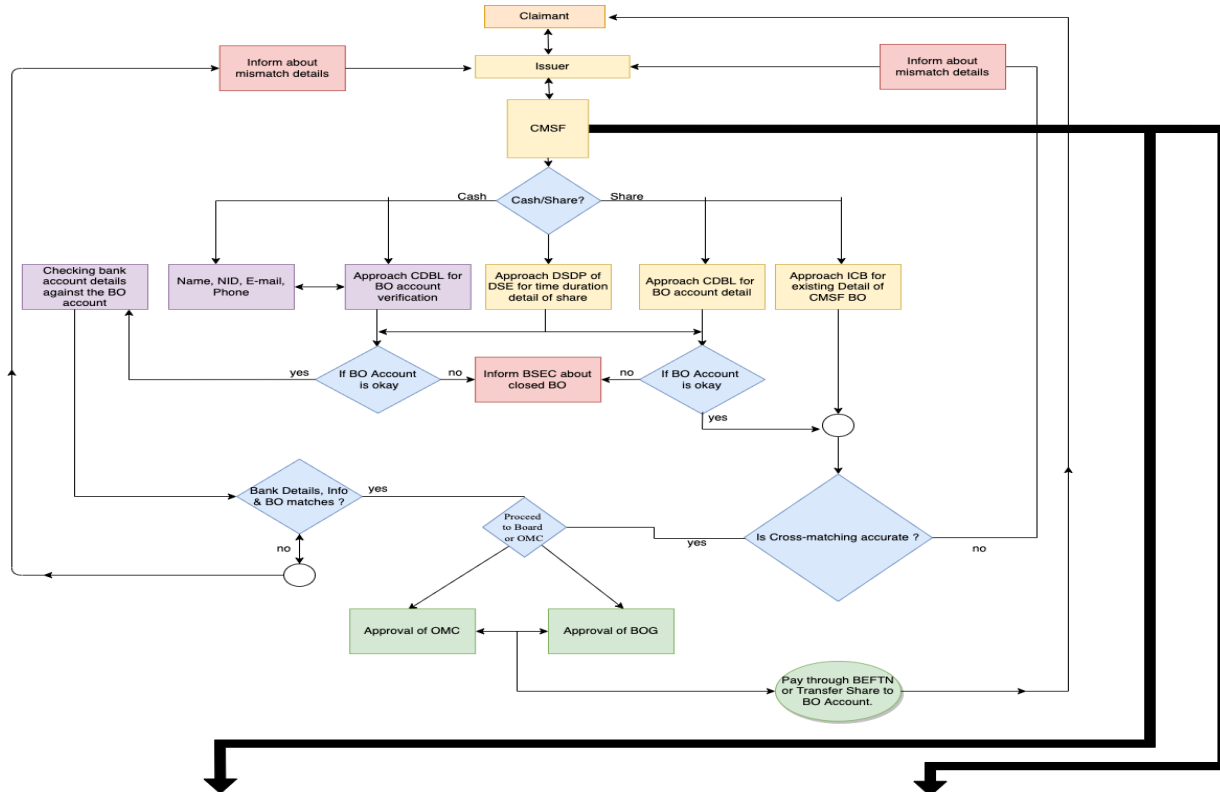 Claimant
Inform about
mismatch details
Issuer
Inform about
mismatch details
CMSF
Cash
Cash/Share?
Share
Checking bank
account details
against the BO
account
Name, NID, E-mail,
Phone
Approach CDBL for
BO account
verification
Approach DSDP of
DSE for time duration
detail of share
Approach CDBL for
BO account detail
Approach ICB for
existing Detail of
CMSF BO
yes
If BO Account
is okay
no
Inform BSEC about
closed BO
no
If BO Account
is okay
yes
Bank Details, Info
& BO matches ?
yes
Proceed
to Board
or OMC
yes
Is Cross-matching accurate ?
no
no
Approval of OMC
Approval of BOG
Pay through BEFTN
or Transfer Share to
BO Account.